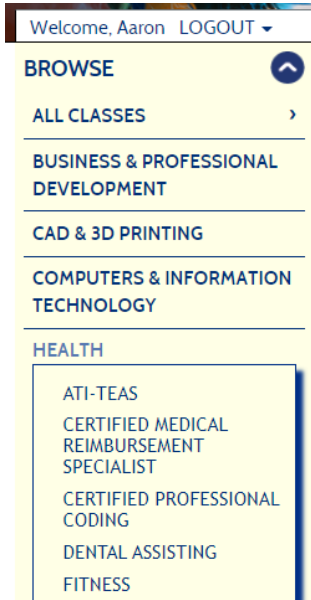 Welcome, Aaron LOGOUT
BROWSE
ALL CLASSES
BUSINESS & PROFESSIONAL
DEVELOPMENT
CAD & 3D PRINTING
COMPUTERS & INFORMATION
TECHNOLOGY
HEALTH
ATI-TEAS
CERTIFIED MEDICAL
REIMBURSEMENT
SPECIALIST
CERTIFIED PROFESSIONAL
CODING
DENTAL ASSISTING
FITNESS